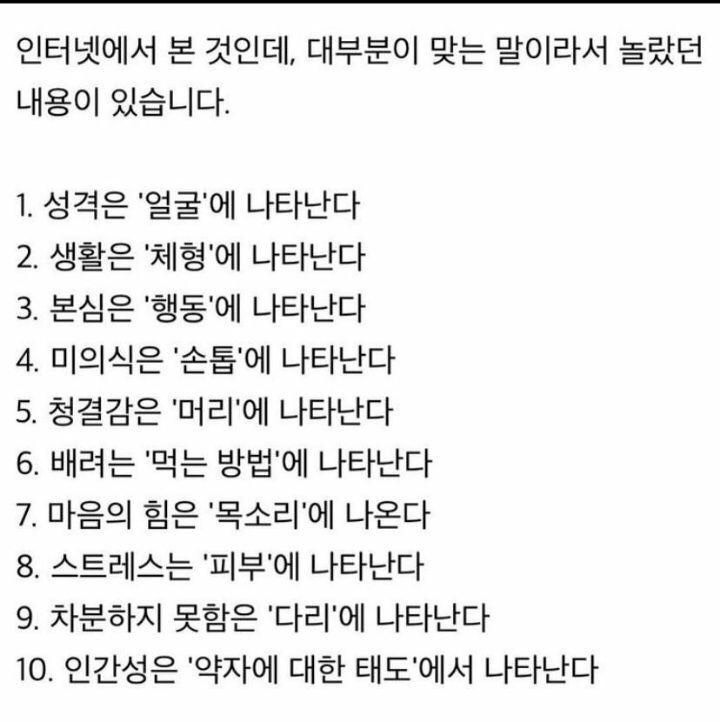 인터넷에서 본 것인데, 대부분이 맞는 말이라서 놀랐던
내용이 있습니다.
1. 성격은 '얼굴'에 나타난다
2. 생활은 '체형'에 나타난다
3. 본심은 '행동'에 나타난다
4. 미의식은 '손톱'에 나타난다
5. 청결감은 '머리'에 나타난다
6. 배려는 '먹는 방법'에 나타난다
7. 마음의 힘은 '목소리'에 나온다
8. 스트레스는 '피부'에 나타난다
9. 차분하지 못함은 '다리'에 나타난다
10. 인간성은 '약자에 대한 태도'에서 나타난다